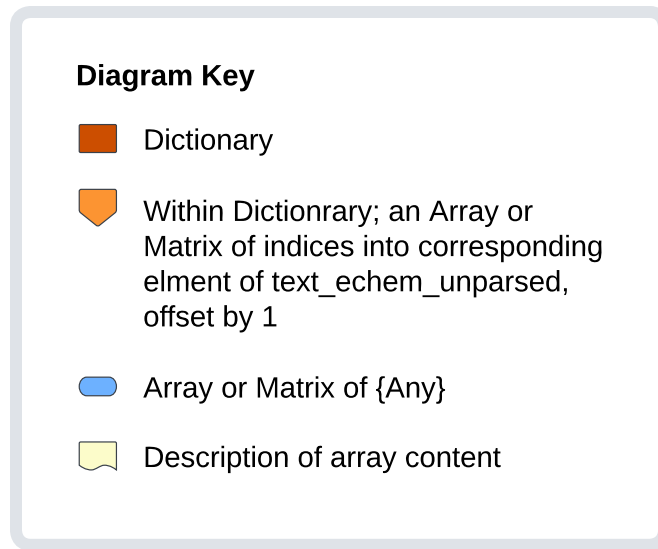 Diagram Key
Dictionary
Within Dictionrary; an Array or
Matrix of indices into corresponding
elment of text_echem_unparsed,
offset by 1
Array or Matrix of {Any}
Description of array content